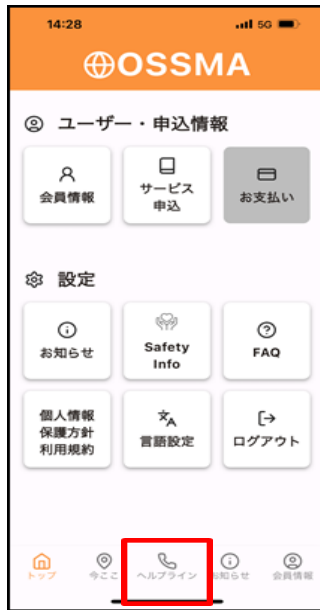 14:28
5G
OSSMA
ユーザー・申込情報
会員情報
サービス
申込
お支払い
設定
お知らせ
Safety
Info
FAQ
個人情報
保護方針
利用規約
言語設定
ログアウト
トップ
今ここ
ヘルプライン
お知らせ
会員情報